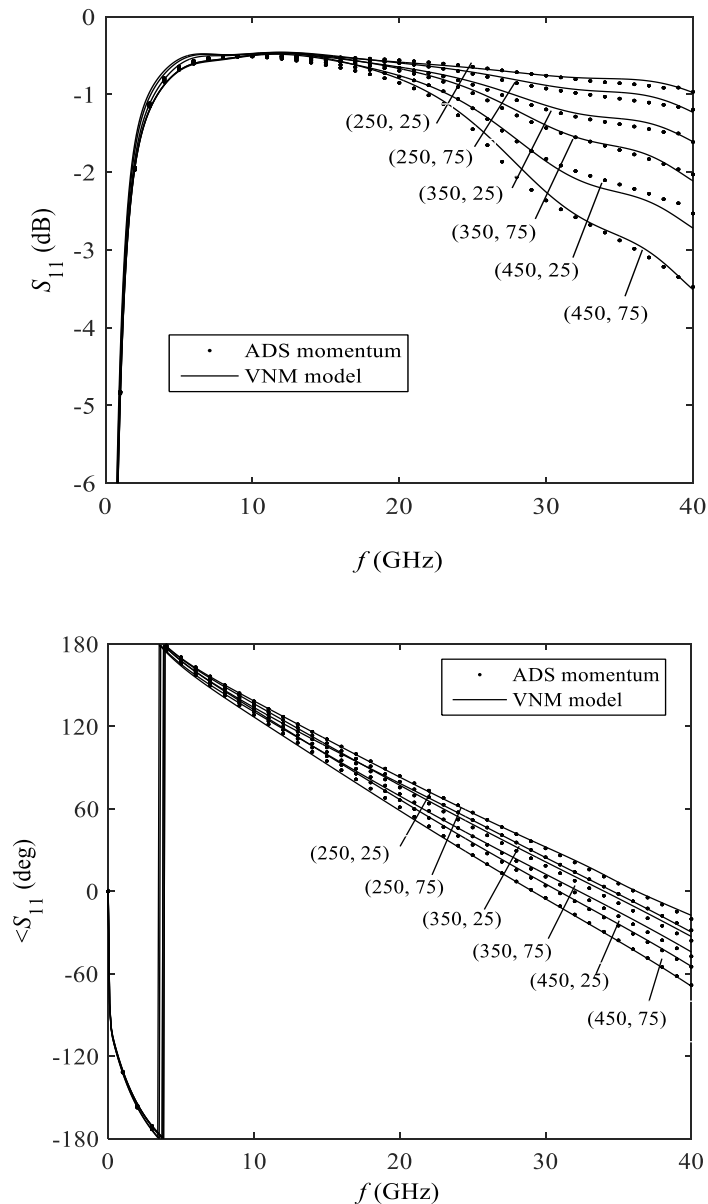 0
-1
-2
-3
-4
-5
-6
S11 (dB)
(250, 25)
(250, 75)
(350, 25)
(350, 75)
(450, 25)
(450, 75)
ADS momentum
VNM model
0 10 20 30 40
f (GHz)
180
120
60
0
-60
-120
-180
<S11 (deg)
ADS momentum
VNM model
(250, 25)
(250, 75)
(350, 25)
(350, 75)
(450, 25)
(450, 75)
0 10 20 30 40
f (GHz)